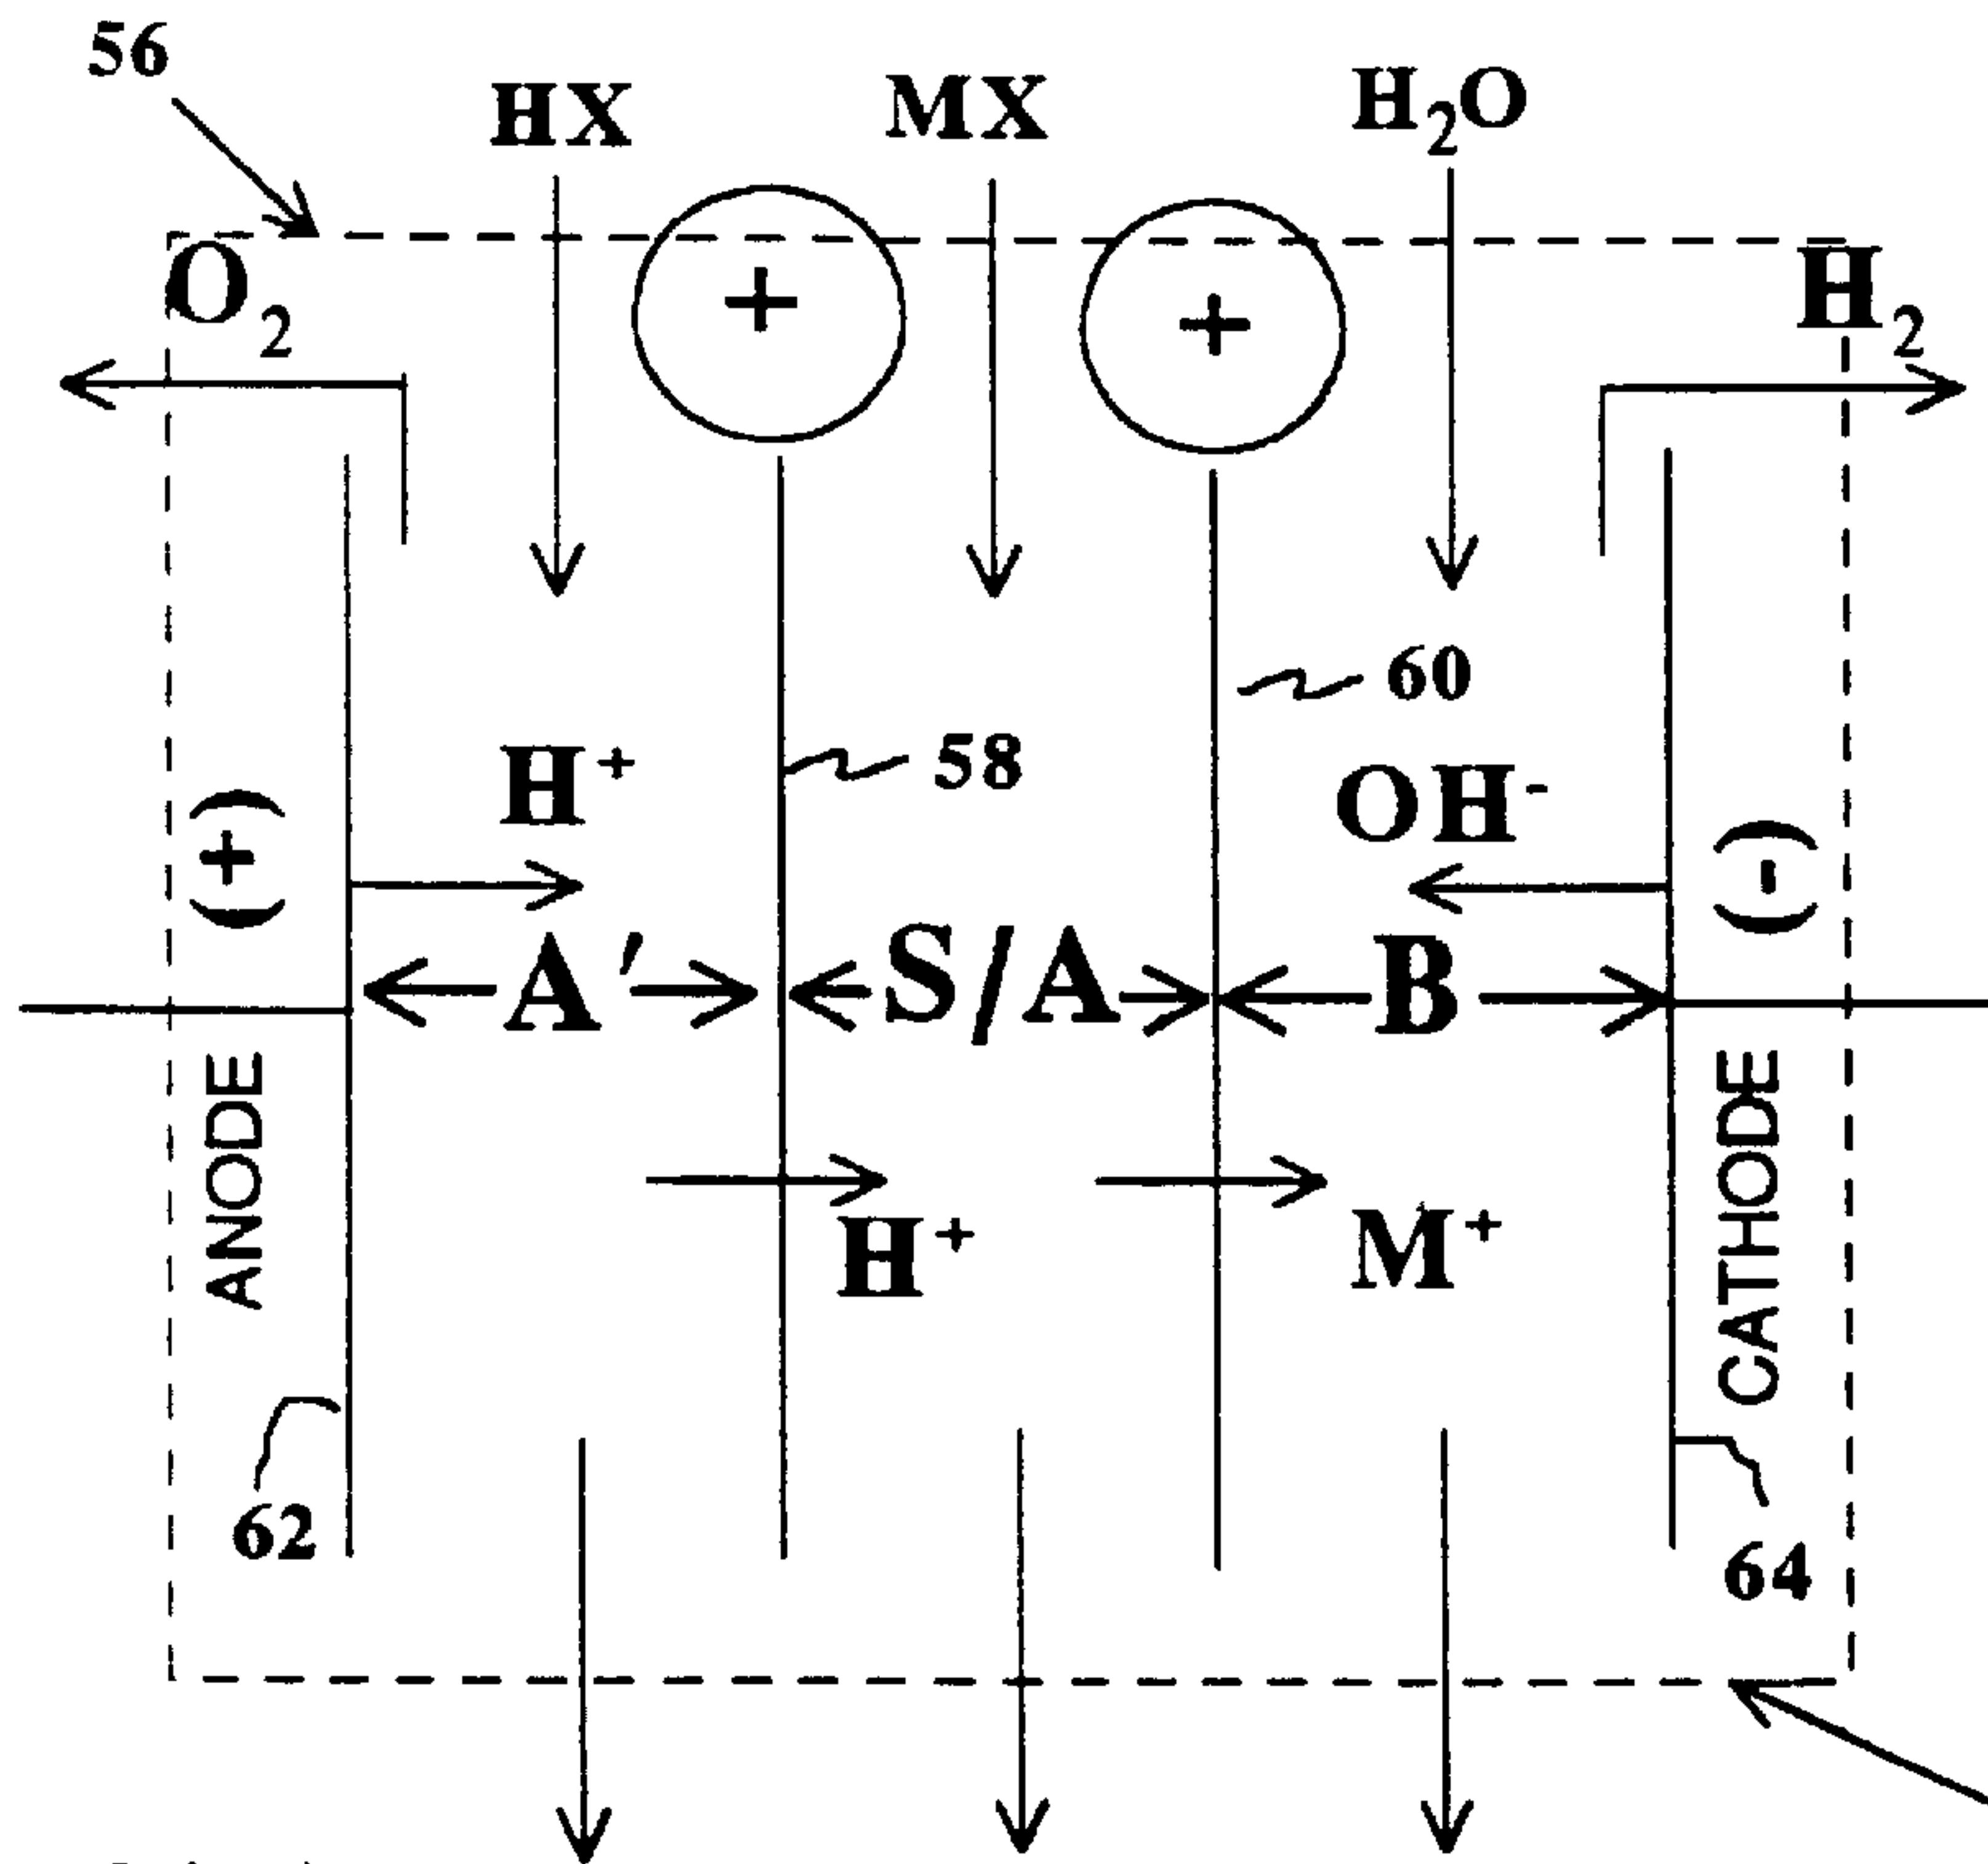 56
HX
MX
H₂O
+
+
O₂
H₂
60
58
H⁺
OH⁻
(+)
(-)
A′
S/A
B
ANODE
CATHODE
H⁺
M⁺
62
64